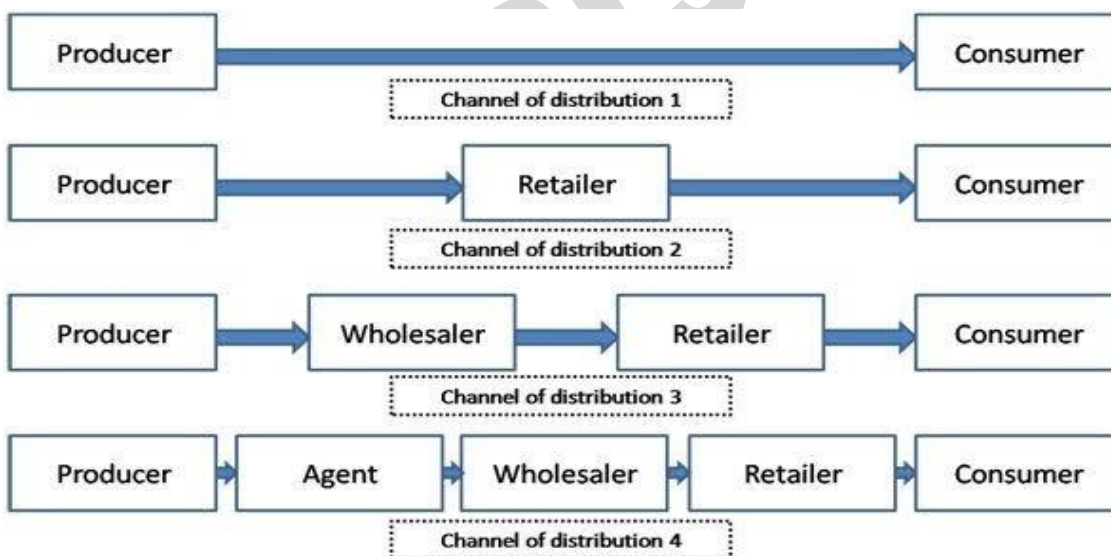 Producer Consumer
Channel of distribution 1
Producer Retailer Consumer
Channel of distribution 2
Producer Wholesaler Retailer Consumer
Channel of distribution 3
Producer Agent Wholesaler Retailer Consumer
Channel of distribution 4